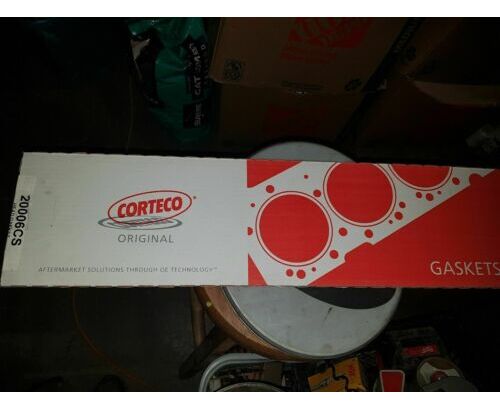 20006CS
CORTECO®
ORIGINAL
AFTERMARKET SOLUTIONS THROUGH OE TECHNOLOGY™
GASKETS